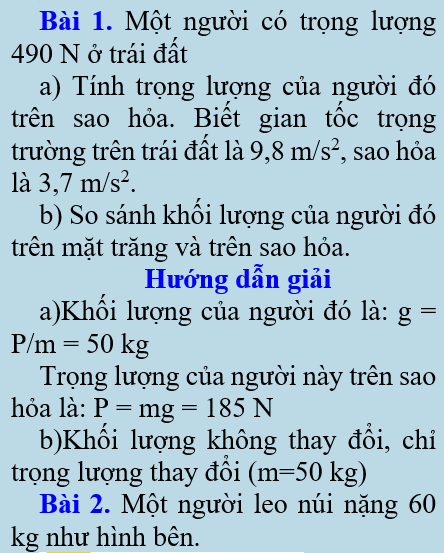 Bài 1. Một người có trọng lượng
490 N ở trái đất
a) Tính trọng lượng của người đó
trên sao hỏa. Biết gian tốc trọng
trường trên trái đất là 9,8 m/s², sao hỏa
là 3,7 m/s².
b) So sánh khối lượng của người đó
trên mặt trăng và trên sao hỏa.
Hướng dẫn giải
a)Khối lượng của người đó là: g =
P/m = 50 kg
Trọng lượng của người này trên sao
hỏa là: P = mg = 185 N
b)Khối lượng không thay đổi, chỉ
trọng lượng thay đổi (m=50 kg)
Bài 2. Một người leo núi nặng 60
kg như hình bên.